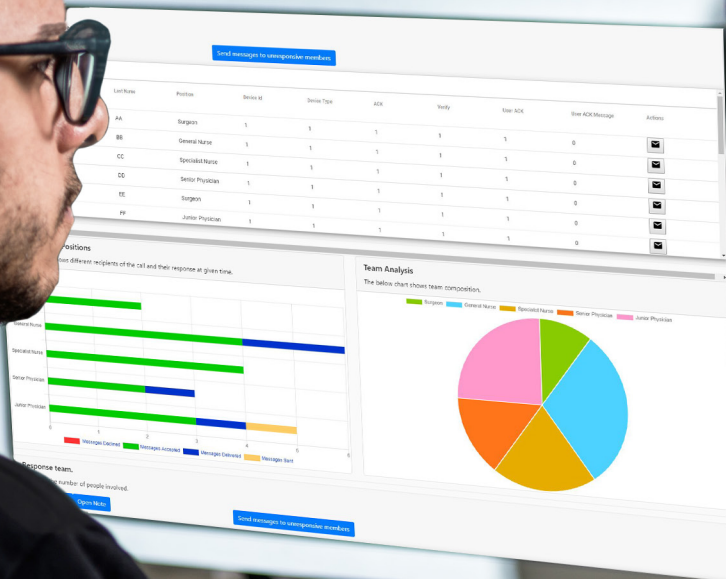 Send messages to unresponsive members
Last Name Position Device Id Device Type ACK Verify User ACK User ACK Message Actions
AA Surgeon 1 1 1 1 1 0
BB General Nurse 1 1 1 1 1 0
CC Specialist Nurse 1 1 1 1 1 0
DD Senior Physician 1 1 1 1 1 0
EE Surgeon 1 1 1 1 1 0
FF Junior Physician 1 1 1 1 1 0
Positions
different recipients of the call and their response at given time.
General Nurse
Specialist Nurse
Senior Physician
Junior Physician
0 1 2 3 4 5 6
Messages Declined Messages Accepted Messages Delivered Messages Sent
Team Analysis
The below chart shows team composition.
Surgeon General Nurse Specialist Nurse Senior Physician Junior Physician
Response team.
number of people involved.
Open Note
Send messages to unresponsive members